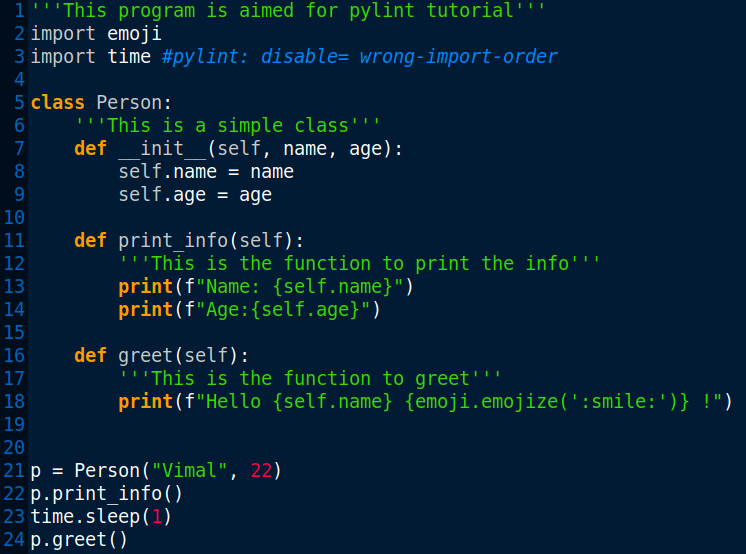 1 '''This program is aimed for pylint tutorial'''
2 import emoji
3 import time #pylint: disable= wrong-import-order
4
5 class Person:
6     '''This is a simple class'''
7     def __init__(self, name, age):
8         self.name = name
9         self.age = age
10
11     def print_info(self):
12         '''This is the function to print the info'''
13         print(f"Name: {self.name}")
14         print(f"Age:{self.age}")
15
16     def greet(self):
17         '''This is the function to greet'''
18         print(f"Hello {self.name} {emoji.emojize(':smile:')} !")
19
20
21 p = Person("Vimal", 22)
22 p.print_info()
23 time.sleep(1)
24 p.greet()